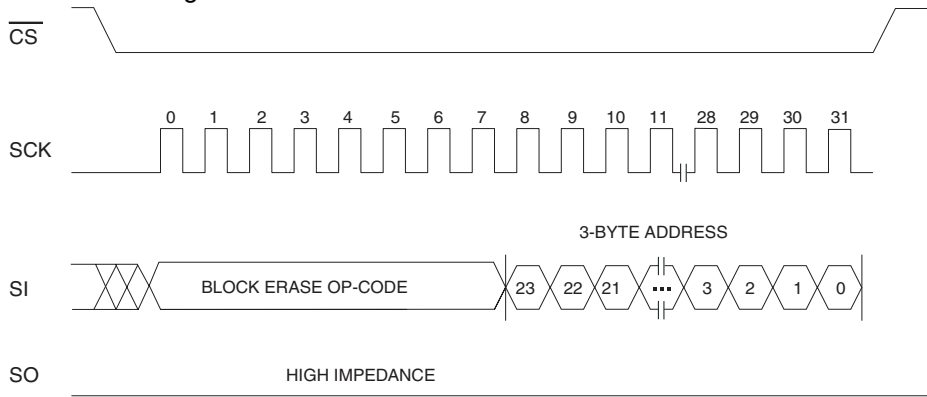 CS
0 1 2 3 4 5 6 7 8 9 10 11 28 29 30 31
SCK
3-BYTE ADDRESS
SI BLOCK ERASE OP-CODE 23 22 21 ... 3 2 1 0
SO HIGH IMPEDANCE